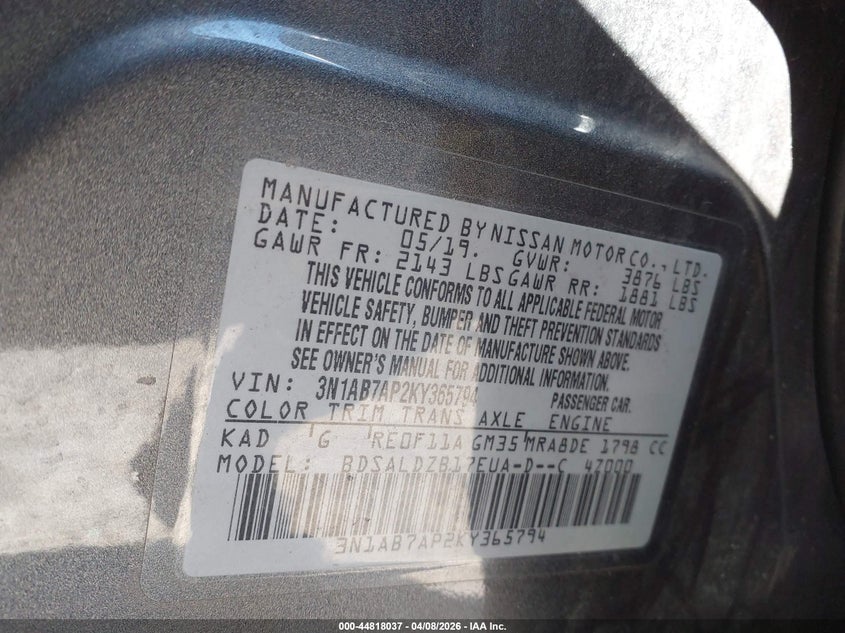 MANUFACTURED BY NISSAN MOTOR CO., LTD.
DATE: 05/19. GVWR: 3876 LBS
GAWR FR: 2143 LBS GAWR RR: 1881 LBS
THIS VEHICLE CONFORMS TO ALL APPLICABLE FEDERAL MOTOR
VEHICLE SAFETY, BUMPER AND THEFT PREVENTION STANDARDS
IN EFFECT ON THE DATE OF MANUFACTURE SHOWN ABOVE.
SEE OWNER'S MANUAL FOR ADDITIONAL INFORMATION.
VIN: 3N1AB7AP2KY365794 PASSENGER CAR.
COLOR TRIM TRANS AXLE ENGINE
KAD G RE0F11A GM35 MRA8DE 1798 CC
MODEL: BDSALDZB17EUA-D--C 47000
3N1AB7AP2KY365794
000-44818037 - 04/08/2026 - IAA Inc.